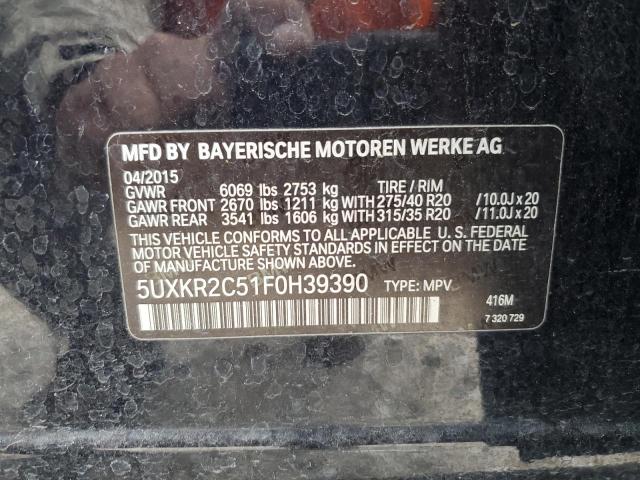 MFD BY BAYERISCHE MOTOREN WERKE AG
04/2015
GVWR 6069 lbs 2753 kg TIRE / RIM
GAWR FRONT 2670 lbs 1211 kg WITH 275/40 R20 /10.0J x 20
GAWR REAR 3541 lbs 1606 kg WITH 315/35 R20 /11.0J x 20
THIS VEHICLE CONFORMS TO ALL APPLICABLE U. S. FEDERAL
MOTOR VEHICLE SAFETY STANDARDS IN EFFECT ON THE DATE
OF MANUFACTURE SHOWN ABOVE.
5UXKR2C51F0H39390 TYPE: MPV
416M
7 320 729